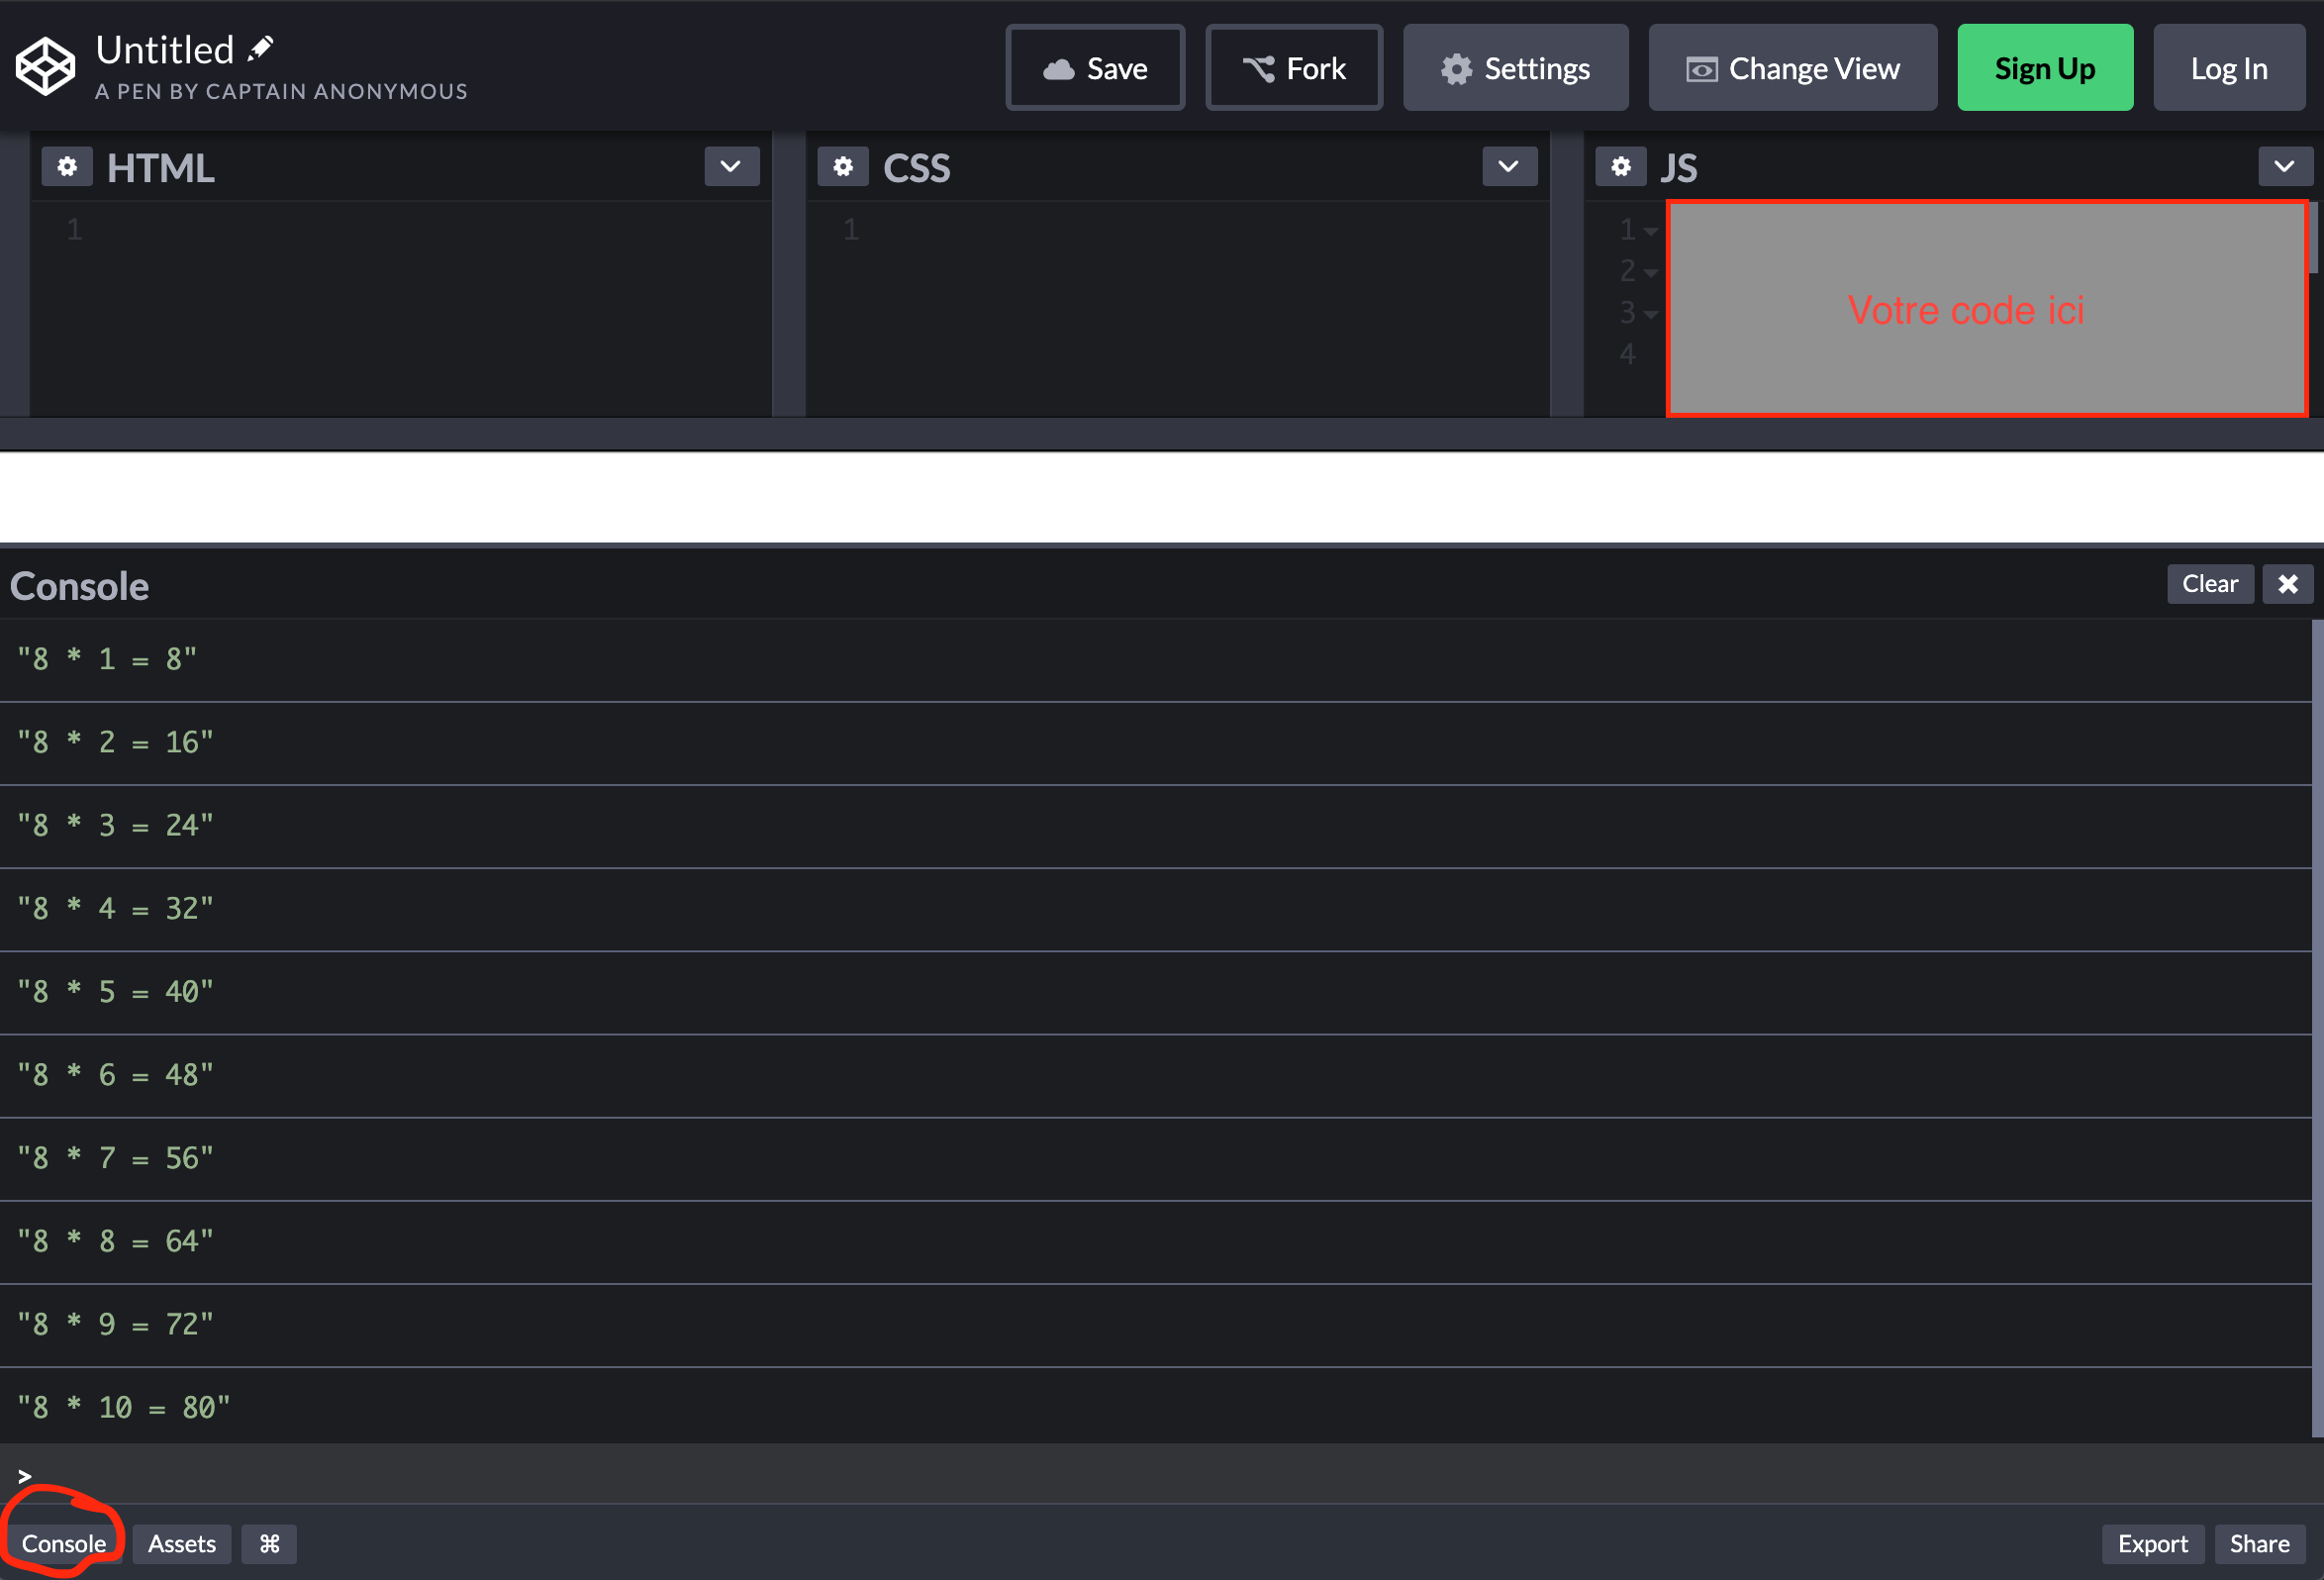 Untitled
A PEN BY CAPTAIN ANONYMOUS
Save
Fork
Settings
Change View
Sign Up
Log In
HTML
CSS
JS
1
1
1
2
3
4
Votre code ici
Console
Clear
"8 * 1 = 8"
"8 * 2 = 16"
"8 * 3 = 24"
"8 * 4 = 32"
"8 * 5 = 40"
"8 * 6 = 48"
"8 * 7 = 56"
"8 * 8 = 64"
"8 * 9 = 72"
"8 * 10 = 80"
>
Console
Assets
⌘
Export
Share